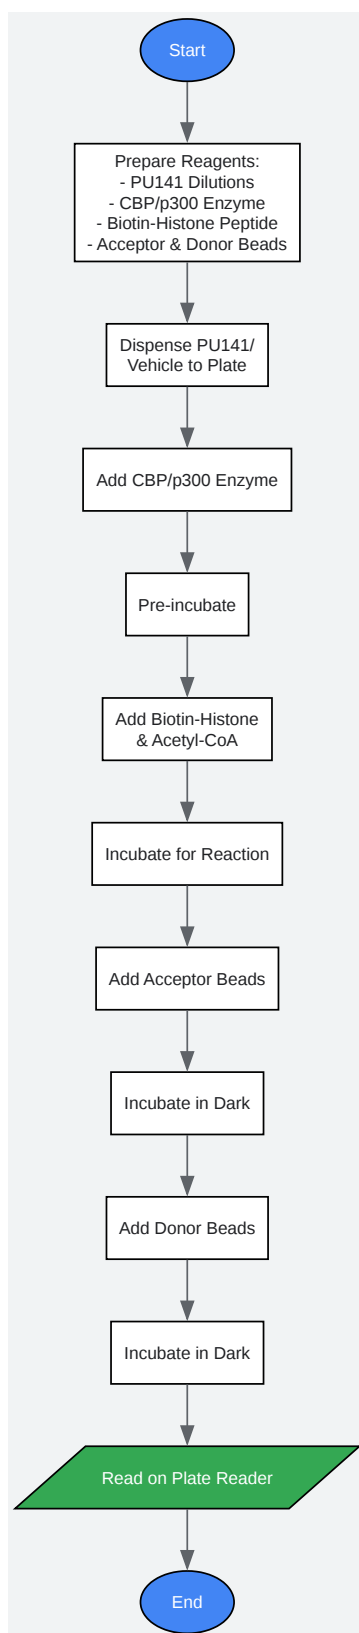 Start
Prepare Reagents:
- PU141 Dilutions
- CBP/p300 Enzyme
- Biotin-Histone Peptide
- Acceptor & Donor Beads
Dispense PU141/
Vehicle to Plate
Add CBP/p300 Enzyme
Pre-incubate
Add Biotin-Histone
& Acetyl-CoA
Incubate for Reaction
Add Acceptor Beads
Incubate in Dark
Add Donor Beads
Incubate in Dark
Read on Plate Reader
End